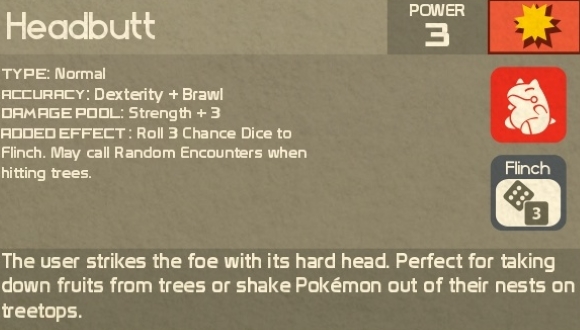 Headbutt
POWER
3
TYPE: Normal
ACCURACY: Dexterity + Brawl
DAMAGE POOL: Strength + 3
ADDED EFFECT: Roll 3 Chance Dice to
Flinch. May call Random Encounters when
hitting trees.
Flinch
3
The user strikes the foe with its hard head. Perfect for taking
down fruits from trees or shake Pokémon out of their nests on
treetops.